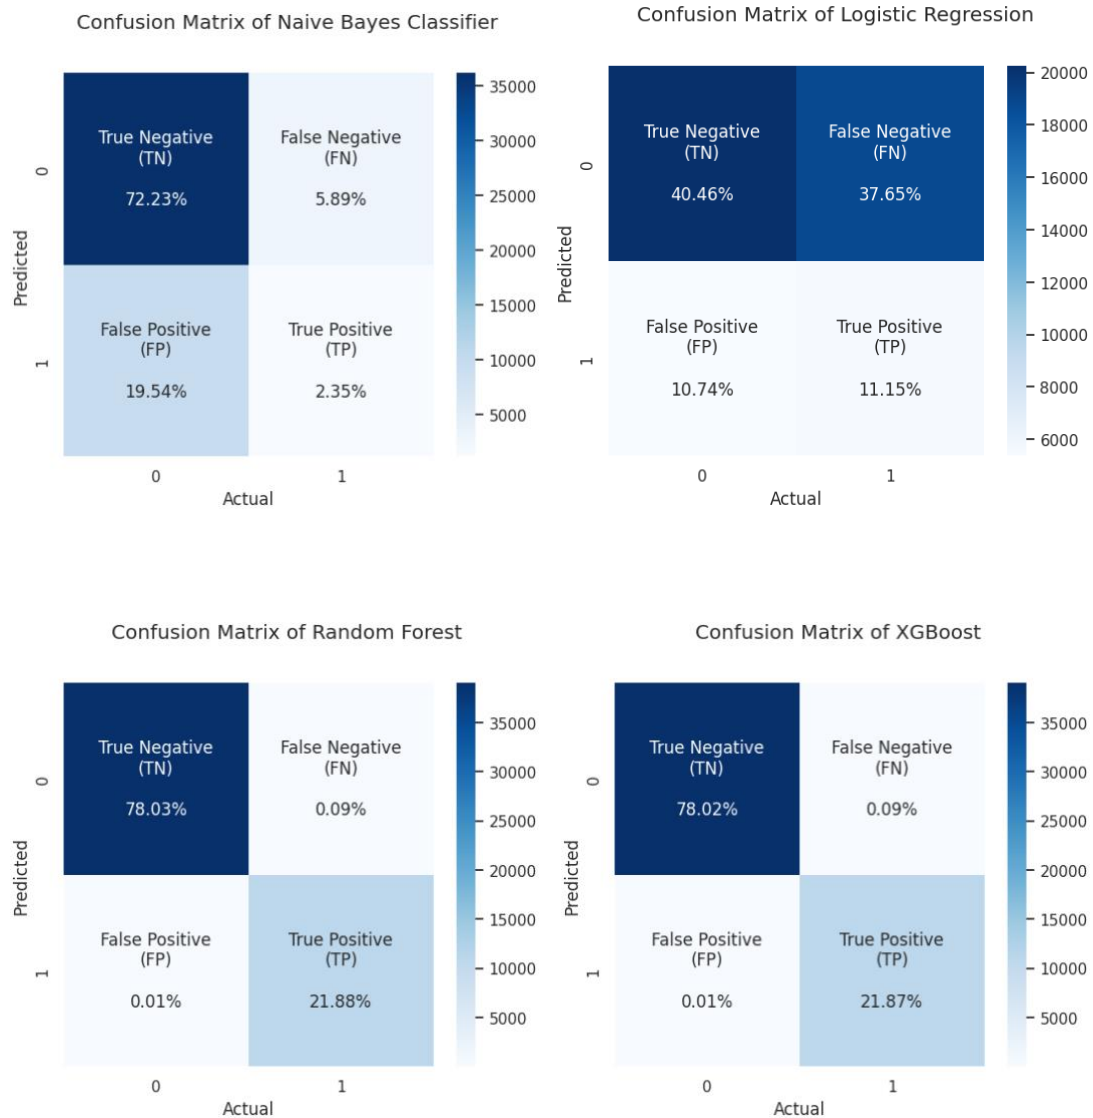 Confusion Matrix of Naive Bayes Classifier
True Negative
(TN)
72.23%
False Negative
(FN)
5.89%
False Positive
(FP)
19.54%
True Positive
(TP)
2.35%
0
1
Predicted
0
1
Actual
35000
30000
25000
20000
15000
10000
5000
Confusion Matrix of Logistic Regression
True Negative
(TN)
40.46%
False Negative
(FN)
37.65%
False Positive
(FP)
10.74%
True Positive
(TP)
11.15%
0
1
Predicted
0
1
Actual
20000
18000
16000
14000
12000
10000
8000
6000
Confusion Matrix of Random Forest
True Negative
(TN)
78.03%
False Negative
(FN)
0.09%
False Positive
(FP)
0.01%
True Positive
(TP)
21.88%
0
1
Predicted
0
1
Actual
35000
30000
25000
20000
15000
10000
5000
Confusion Matrix of XGBoost
True Negative
(TN)
78.02%
False Negative
(FN)
0.09%
False Positive
(FP)
0.01%
True Positive
(TP)
21.87%
0
1
Predicted
0
1
Actual
35000
30000
25000
20000
15000
10000
5000